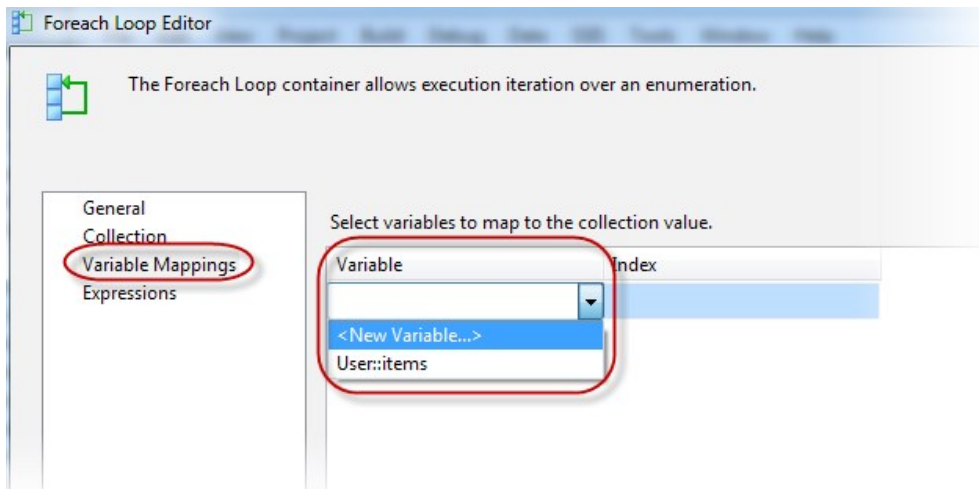 Foreach Loop Editor
The Foreach Loop container allows execution iteration over an enumeration.
General
Collection
Variable Mappings
Expressions
Select variables to map to the collection value.
Variable Index
<New Variable...>
User::items